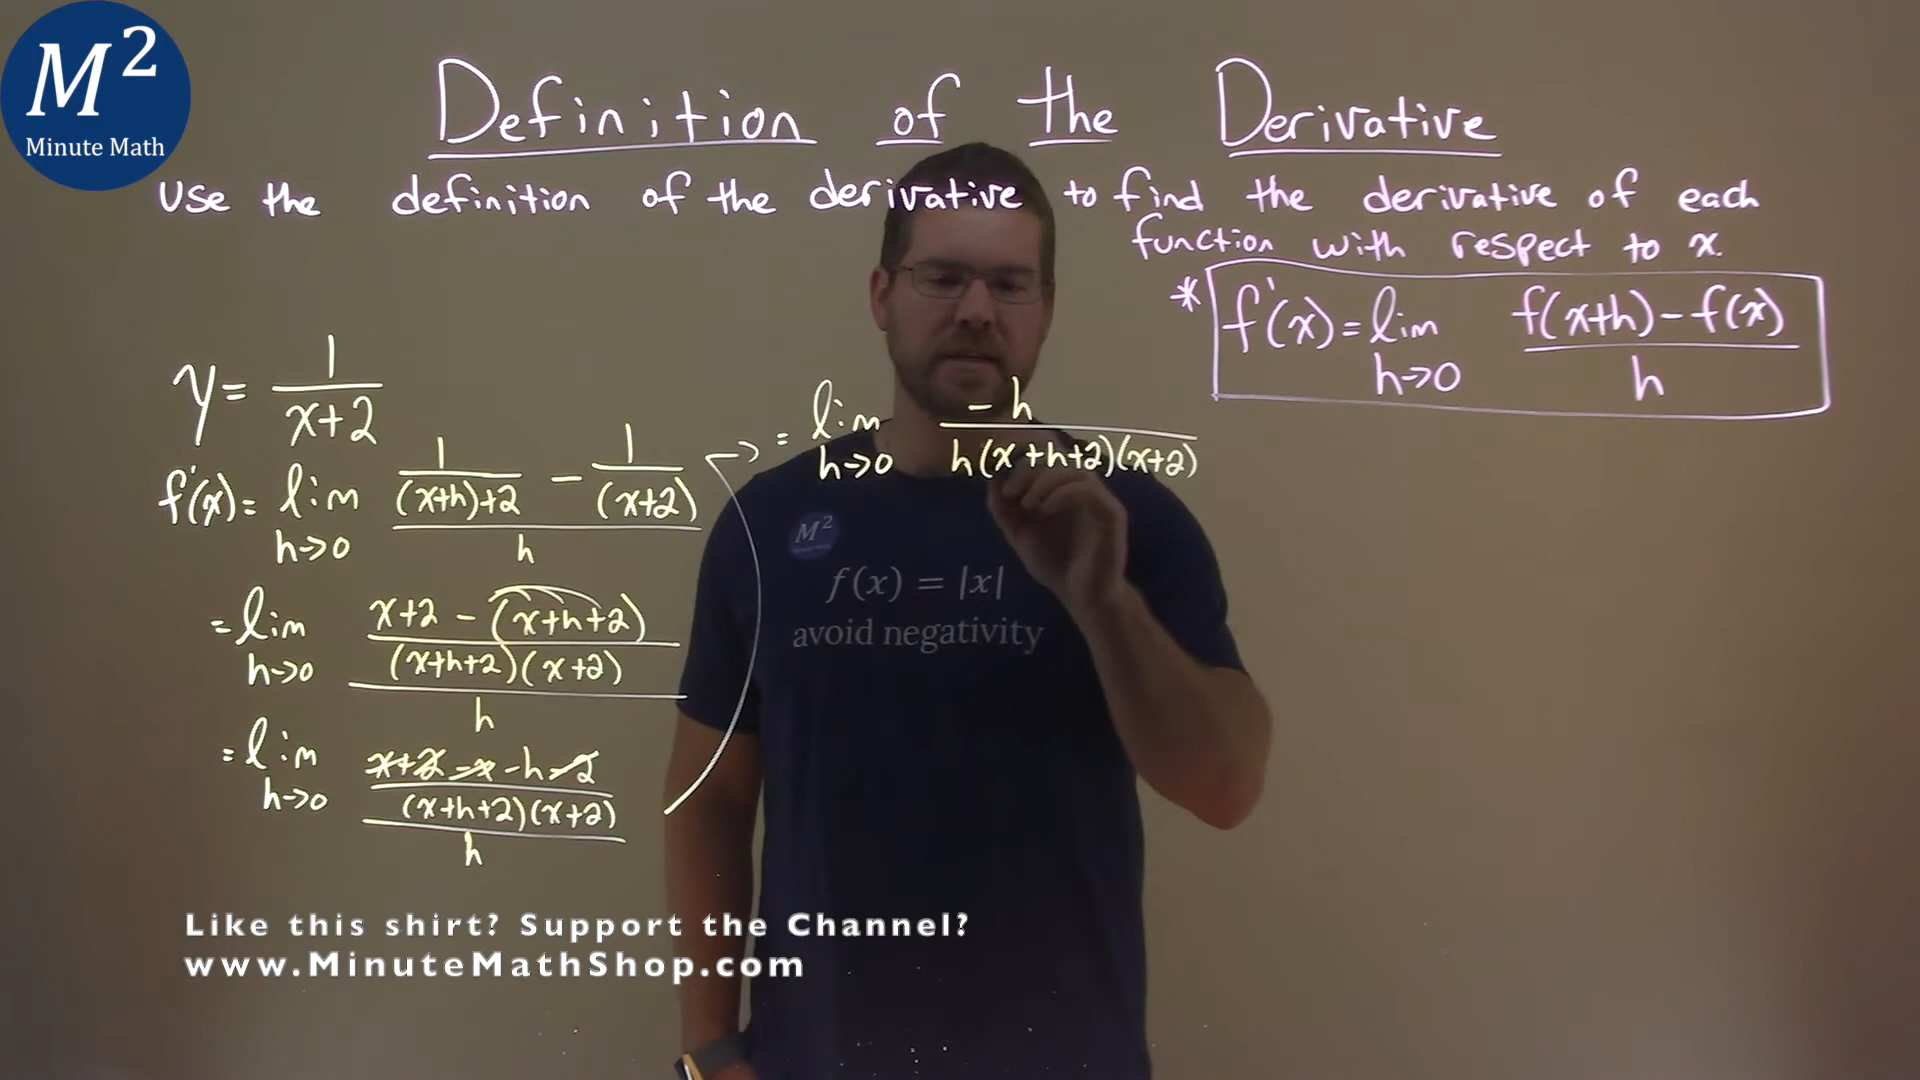 M²
Minute Math
Definition of the Derivative
Use the definition of the derivative to find the derivative of each
function with respect to x.
* f'(x) = lim h→0 f(x+h) - f(x) / h
y = 1 / x+2
f'(x) = lim h→0 1 / (x+h)+2 - 1 / (x+2) / h
= lim h→0 x+2 - (x+h+2) / (x+h+2)(x+2) / h
= lim h→0 x+2-x-h-2 / (x+h+2)(x+2) / h
→ = lim h→0 -h / h(x+h+2)(x+2)
M²
f(x) = |x|
avoid negativity
Like this shirt? Support the Channel?
www.MinuteMathShop.com